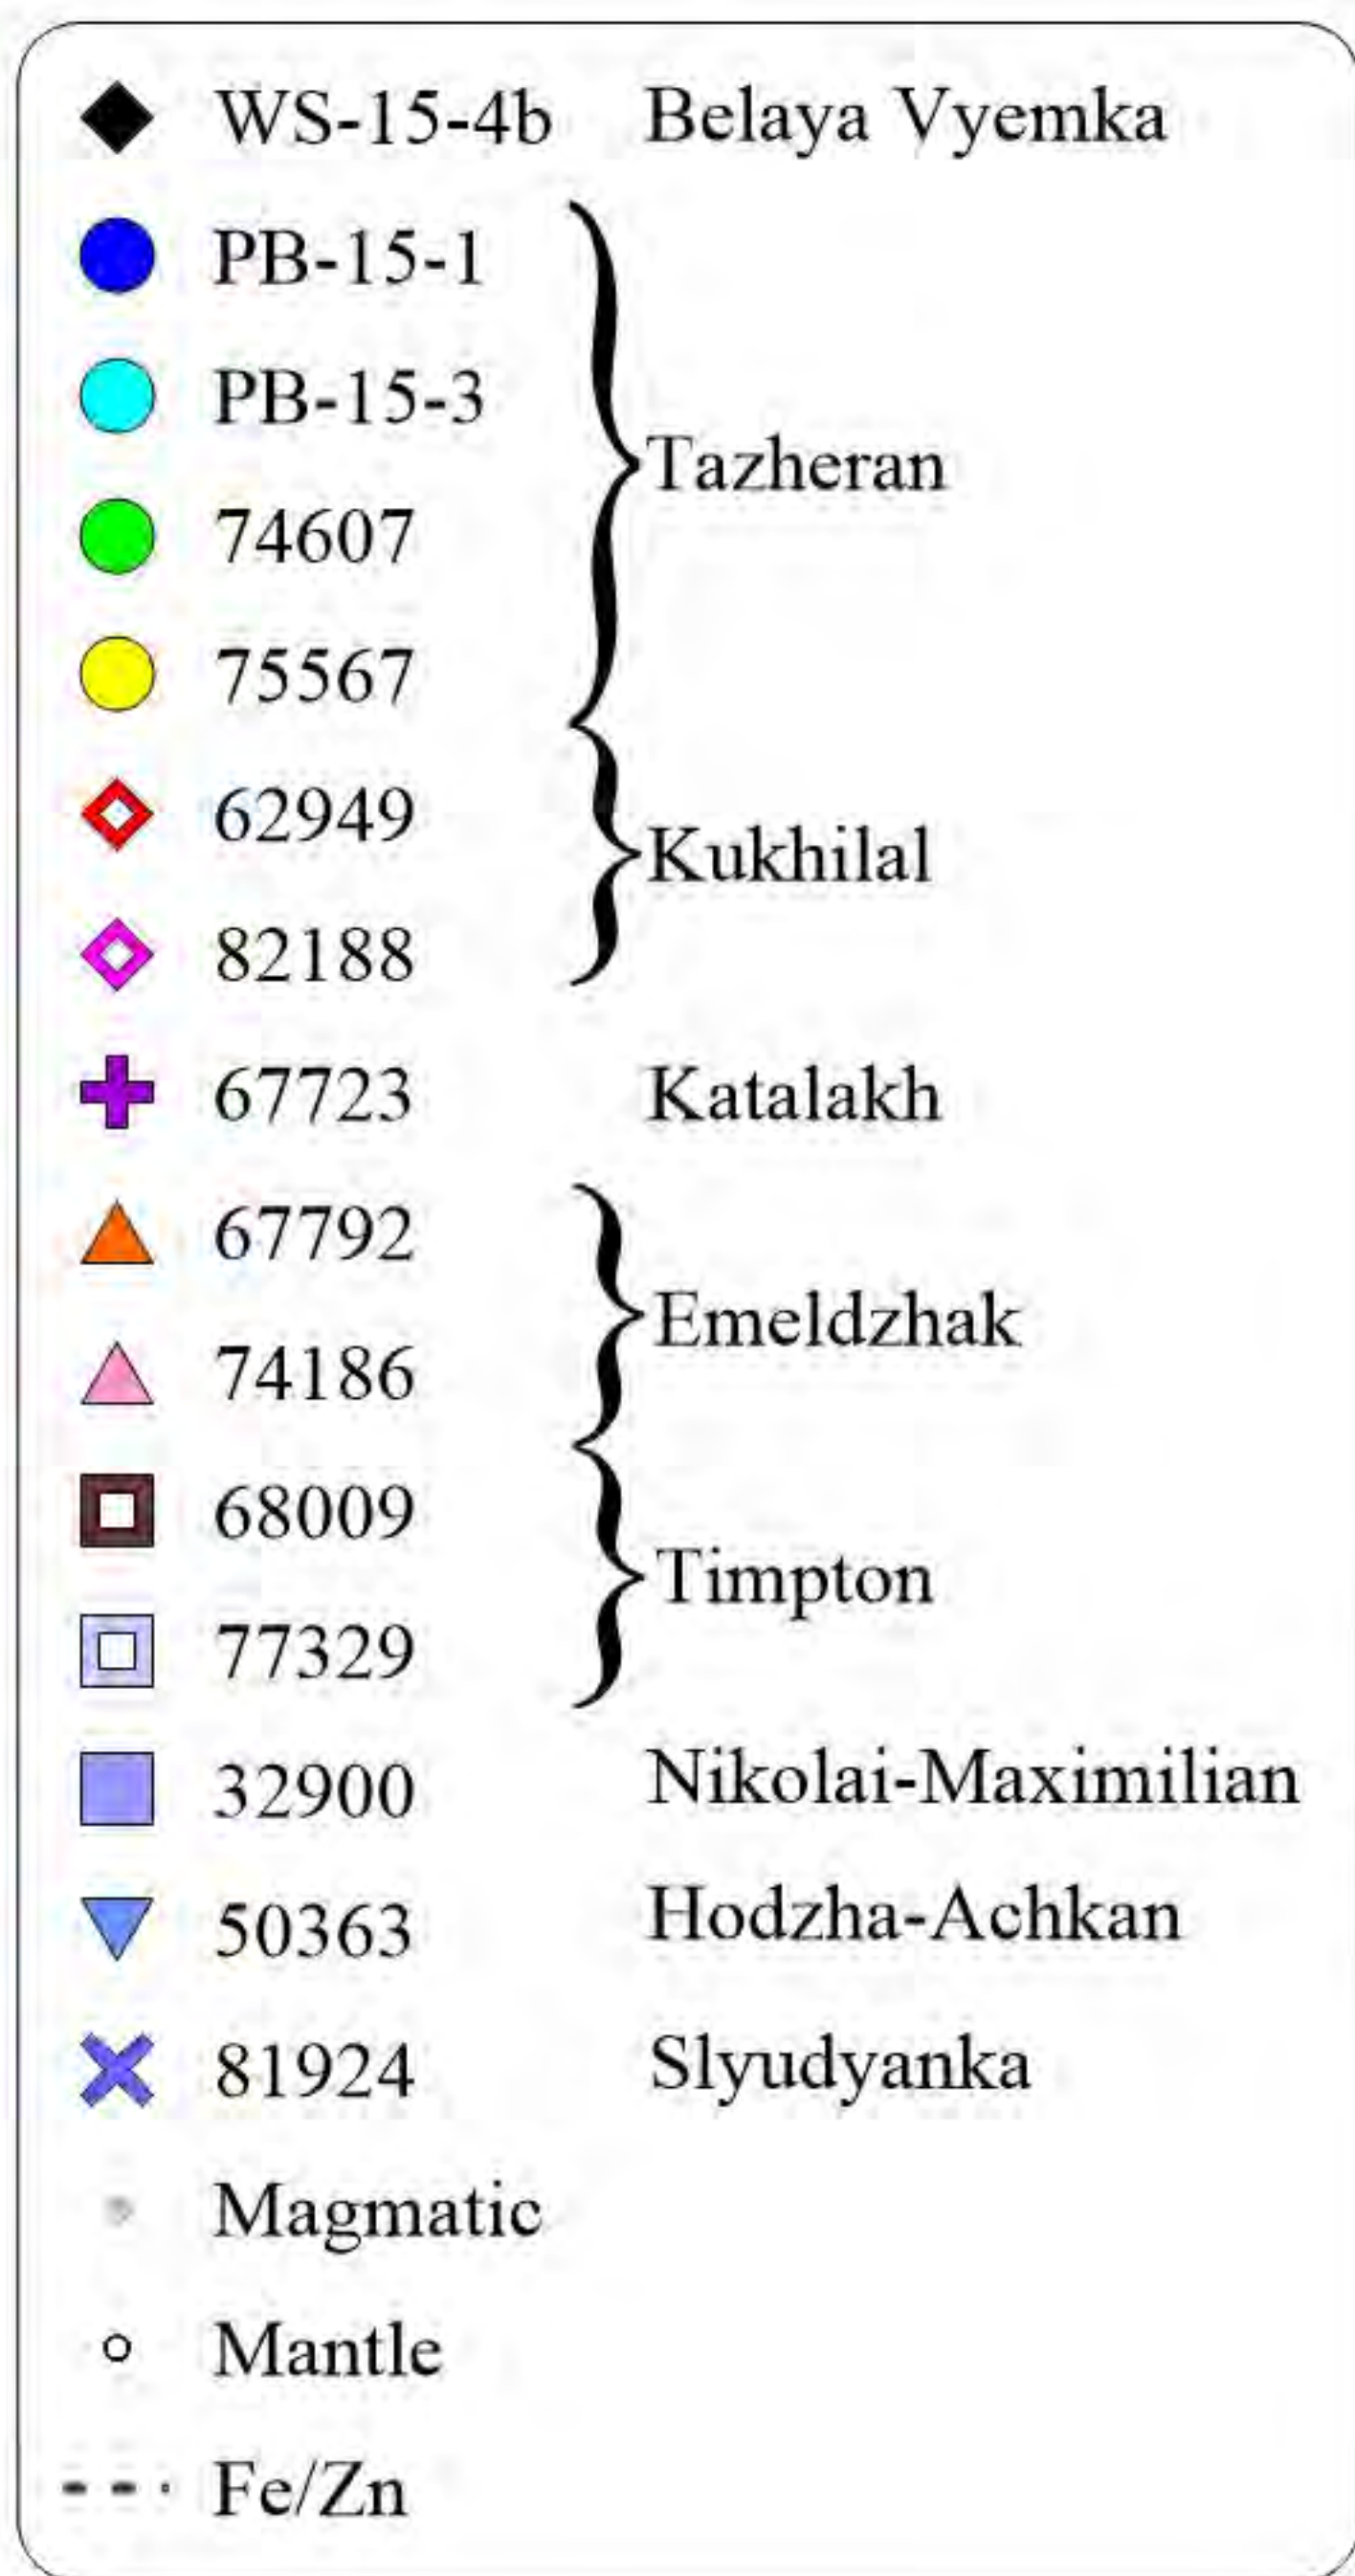 WS-15-4b Belaya Vyemka
PB-15-1
PB-15-3
Tazheran
74607
75567
62949
Kukhilal
82188
67723 Katalakh
67792
Emeldzhak
74186
68009
Timpton
77329
32900 Nikolai-Maximilian
50363 Hodzha-Achkan
81924 Slyudyanka
Magmatic
Mantle
Fe/Zn